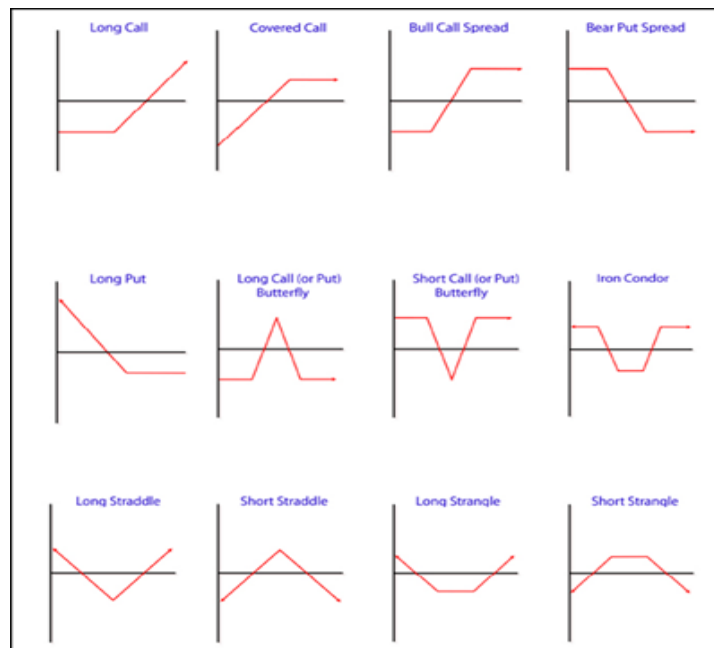 Long Call
Covered Call
Bull Call Spread
Bear Put Spread
Long Put
Long Call (or Put)
Butterfly
Short Call (or Put)
Butterfly
Iron Condor
Long Straddle
Short Straddle
Long Strangle
Short Strangle